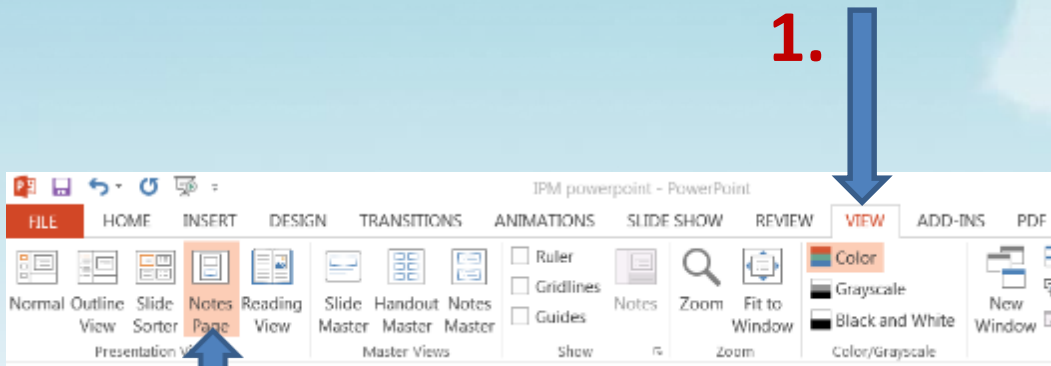 1.
IPM powerpoint - PowerPoint
FILE HOME INSERT DESIGN TRANSITIONS ANIMATIONS SLIDE SHOW REVIEW VIEW ADD-INS PDF
Ruler Color
Gridlines Grayscale
Normal Outline Slide Notes Reading Slide Handout Notes Notes Zoom Fit to New
Guides Black and White
View Sorter Page View Master Master Master Window Window
Presentation Master Views Show Zoom Color/Grayscale